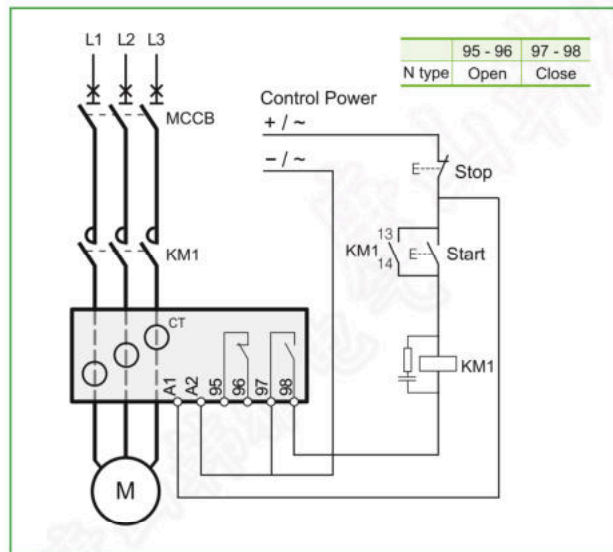 L1 L2 L3
95 - 96 97 - 98
N type Open Close
Control Power
+ / ~
MCCB
− / ~
E Stop
13
KM1 E Start
14
KM1
CT
KM1
A1 A2 95 96 97 98
M